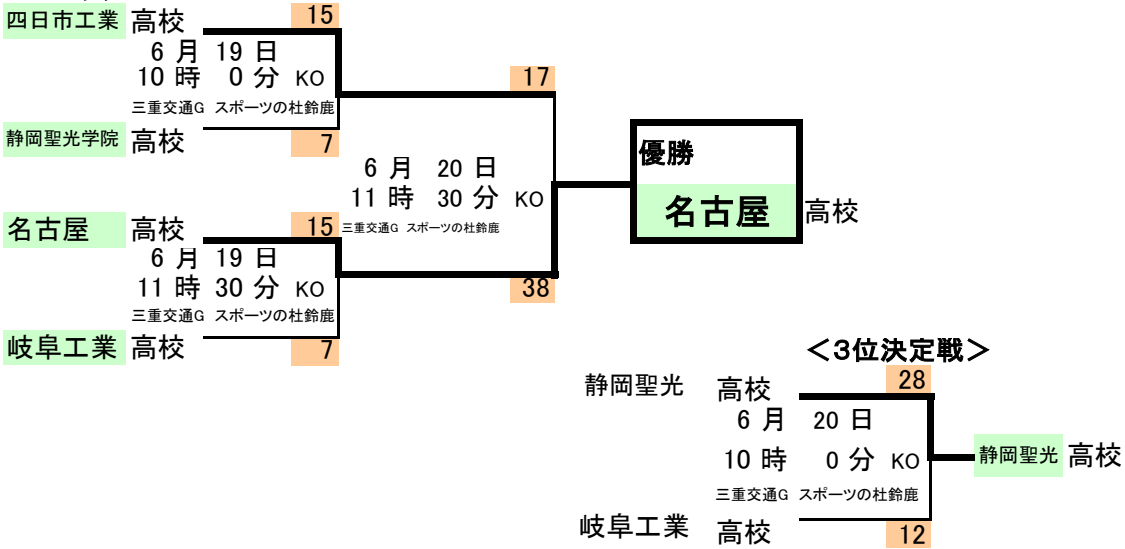 四日市工業 高校 15
6 月 19 日
10 時 0 分 KO
三重交通G スポーツの杜鈴鹿
静岡聖光学院 高校 7
17
6 月 20 日
11 時 30 分 KO
三重交通G スポーツの杜鈴鹿
優勝
名古屋 高校
名古屋 高校 15
6 月 19 日
11 時 30 分 KO
三重交通G スポーツの杜鈴鹿
岐阜工業 高校 7
38
<3位決定戦>
静岡聖光 高校 28
6 月 20 日
10 時 0 分 KO
三重交通G スポーツの杜鈴鹿
静岡聖光 高校
岐阜工業 高校 12